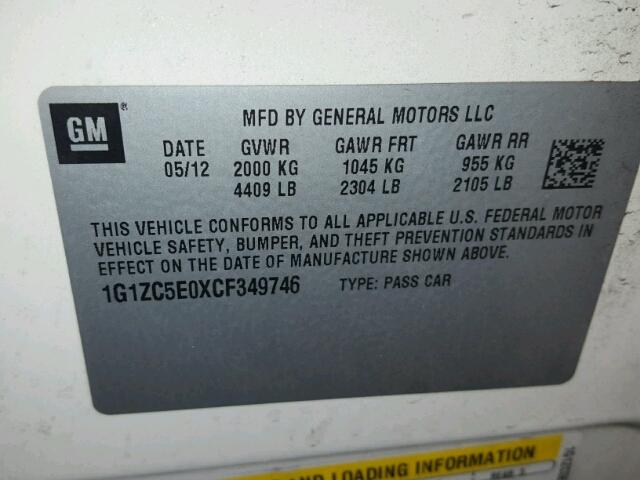 GM ®
MFD BY GENERAL MOTORS LLC
DATE GVWR GAWR FRT GAWR RR
05/12 2000 KG 1045 KG 955 KG
4409 LB 2304 LB 2105 LB
THIS VEHICLE CONFORMS TO ALL APPLICABLE U.S. FEDERAL MOTOR
VEHICLE SAFETY, BUMPER, AND THEFT PREVENTION STANDARDS IN
EFFECT ON THE DATE OF MANUFACTURE SHOWN ABOVE.
1G1ZC5E0XCF349746 TYPE: PASS CAR
AND LOADING INFORMATION